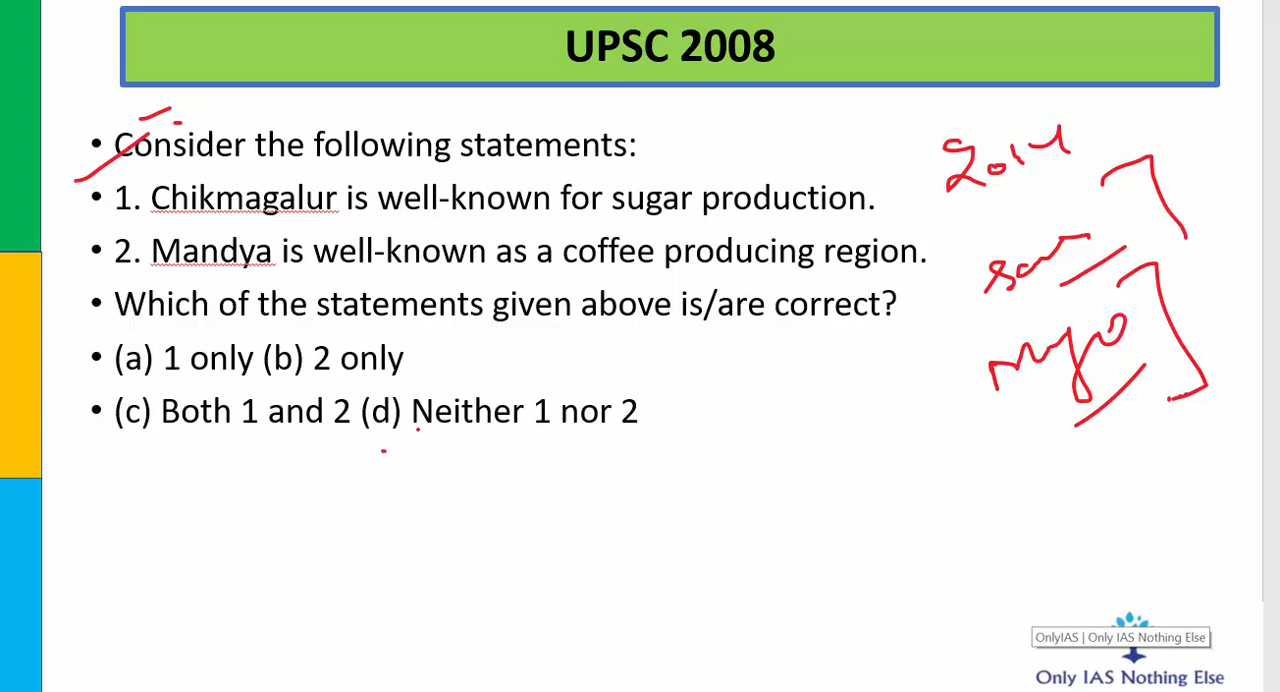 UPSC 2008
• Consider the following statements:
• 1. Chikmagalur is well-known for sugar production.
• 2. Mandya is well-known as a coffee producing region.
• Which of the statements given above is/are correct?
• (a) 1 only (b) 2 only
• (c) Both 1 and 2 (d) Neither 1 nor 2
2014
OnlyIAS | Only IAS Nothing Else
Only IAS Nothing Else